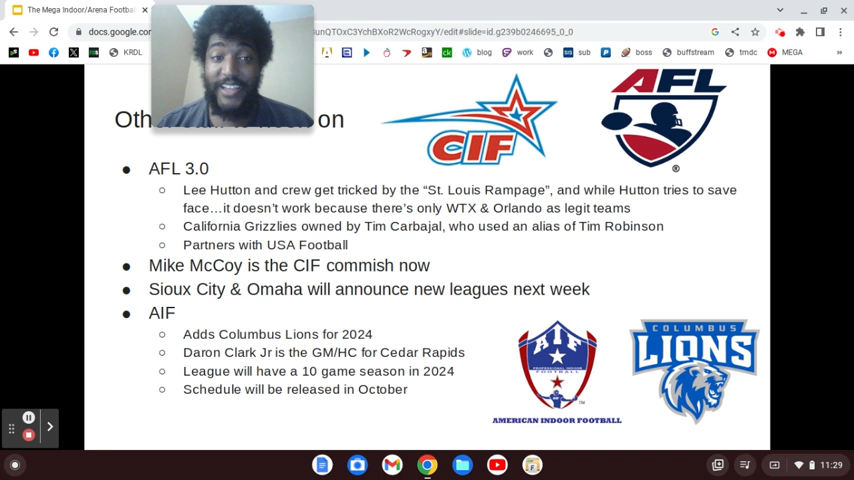 The Mega Indoor/Arena Footba
docs.google.com
unQTOxC3YchBXoR2WcRogxyY/edit#slide=id.g239b0246695_0_0
KRDL
blog
work
sub
boss
buffstream
tmdc
MEGA
on
CIF
AFL
AFL 3.0
Lee Hutton and crew get tricked by the “St. Louis Rampage”, and while Hutton tries to save
face…it doesn’t work because there’s only WTX & Orlando as legit teams
California Grizzlies owned by Tim Carbajal, who used an alias of Tim Robinson
Partners with USA Football
Mike McCoy is the CIF commish now
Sioux City & Omaha will announce new leagues next week
AIF
Adds Columbus Lions for 2024
Daron Clark Jr is the GM/HC for Cedar Rapids
League will have a 10 game season in 2024
Schedule will be released in October
AIF
PROFESSIONAL INDOOR
FOOTBALL
AMERICAN INDOOR FOOTBALL
COLUMBUS
LIONS
11:29